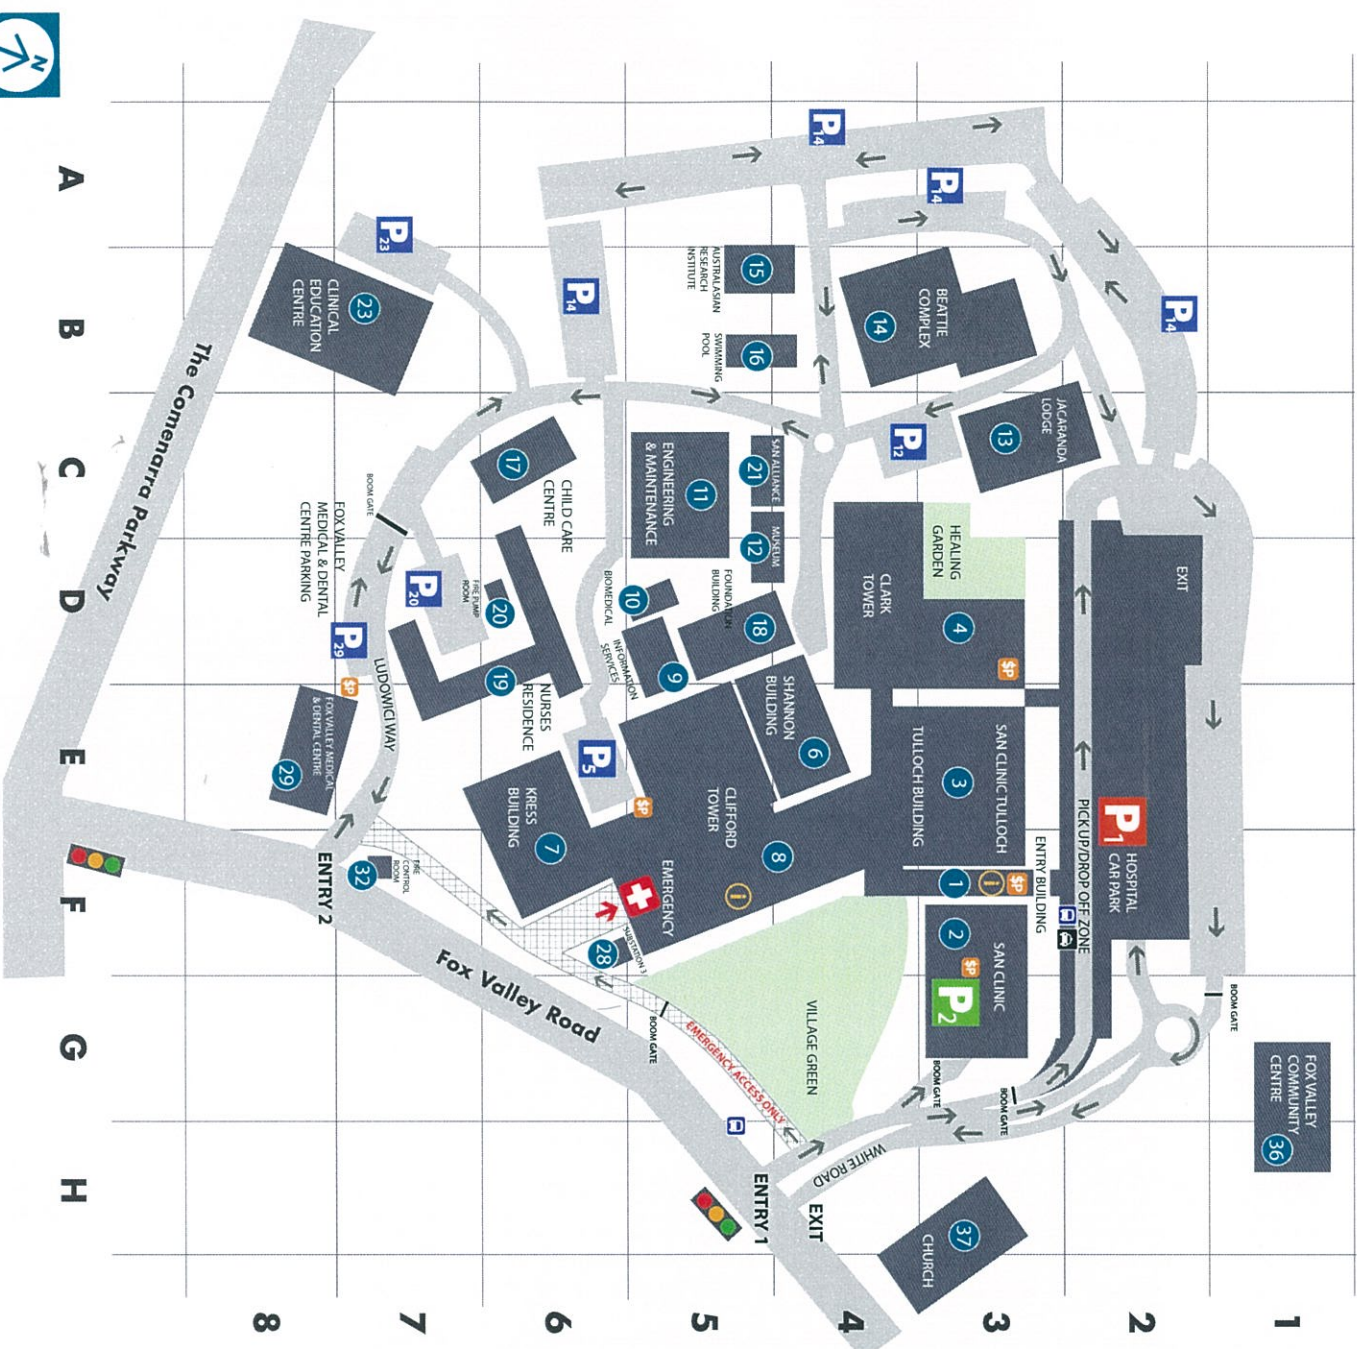 N
A
B
C
D
E
F
G
H
1
2
3
4
5
6
7
8
The Comenarra Parkway
Fox Valley Road
LUDOWICI WAY
WHITE ROAD
ENTRY 1
EXIT
ENTRY 2
EMERGENCY ACCESS ONLY
BOOM GATE
BOOM GATE
BOOM GATE
BOOM GATE
BOOM GATE
P14
P14
P14
P14
P23
P12
P20
P29
P5
P1
P2
$P
$P
$P
$P
$P
i
i
EXIT
HOSPITAL
CAR PARK
PICK UP/DROP OFF ZONE
ENTRY BUILDING
1
SAN CLINIC
2
SAN CLINIC TULLOCH
TULLOCH BUILDING
3
CLARK
TOWER
4
HEALING
GARDEN
SHANNON
BUILDING
6
KRESS
BUILDING
7
CLIFFORD
TOWER
8
EMERGENCY
INFORMATION
SERVICES
9
BIOMEDICAL
10
ENGINEERING
& MAINTENANCE
11
MUSEUM
12
JACARANDA
LODGE
13
BEATTIE
COMPLEX
14
AUSTRALASIAN
RESEARCH
INSTITUTE
15
SWIMMING
POOL
16
CHILD CARE
CENTRE
17
FOUNDATION
BUILDING
18
NURSES
RESIDENCE
19
FIRE PUMP
ROOM
20
SAN ALLIANCE
21
CLINICAL
EDUCATION
CENTRE
23
SUBSTATION 3
28
FOX VALLEY
MEDICAL & DENTAL
CENTRE PARKING
FOX VALLEY MEDICAL
& DENTAL CENTRE
29
FIRE
CONTROL
ROOM
32
FOX VALLEY
COMMUNITY
CENTRE
36
CHURCH
37
VILLAGE GREEN